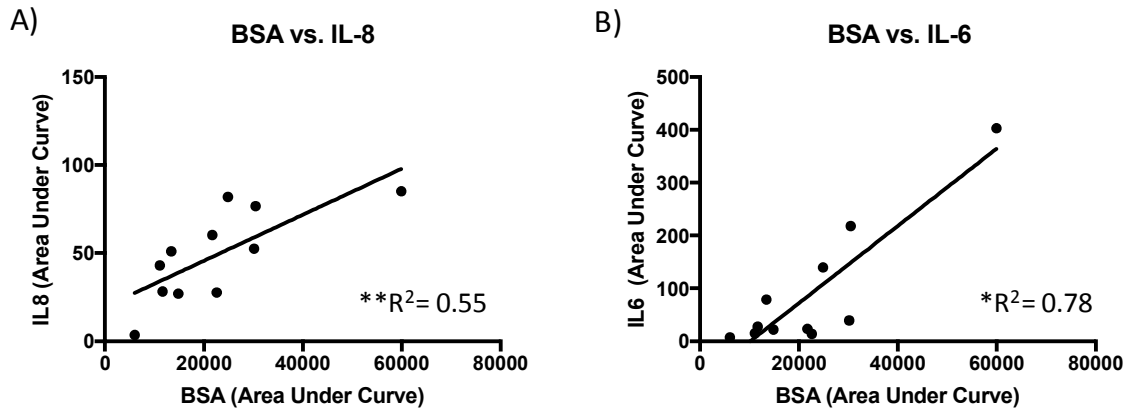 A)
BSA vs. IL-8
150
100
50
0
IL8 (Area Under Curve)
**R²= 0.55
0 20000 40000 60000 80000
BSA (Area Under Curve)
B)
BSA vs. IL-6
500
400
300
200
100
0
IL6 (Area Under Curve)
*R²= 0.78
0 20000 40000 60000 80000
BSA (Area Under Curve)